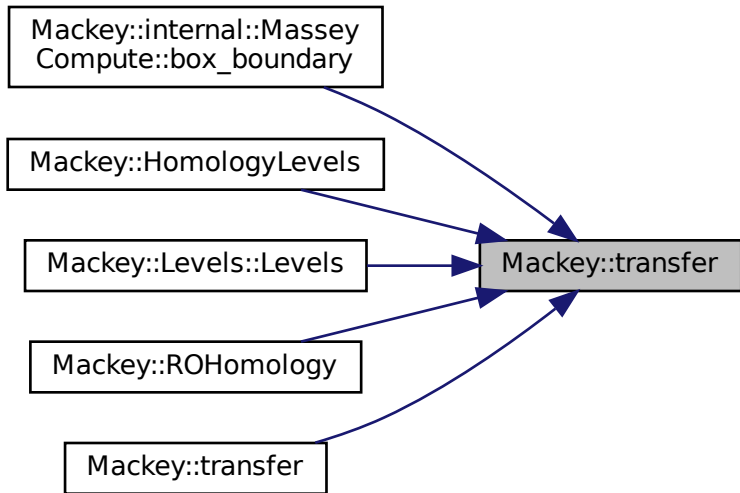 Mackey::internal::Massey
Compute::box_boundary
Mackey::HomologyLevels
Mackey::Levels::Levels
Mackey::transfer
Mackey::ROHomology
Mackey::transfer